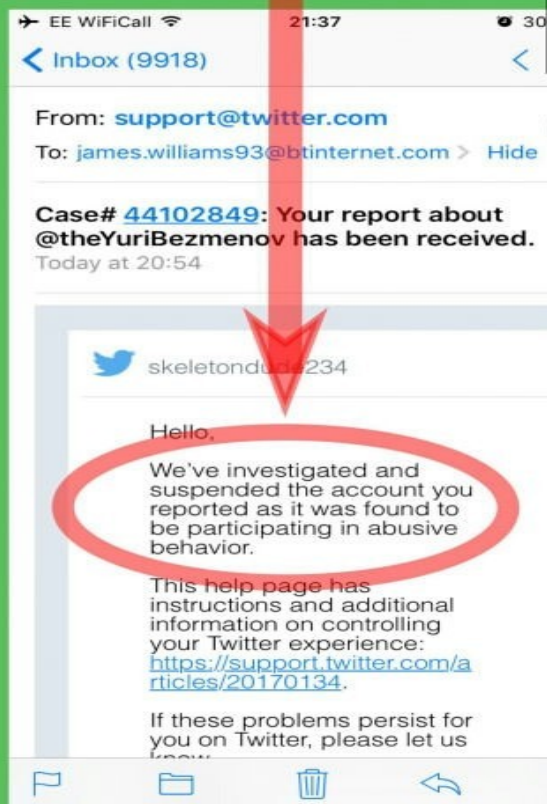 EE WiFiCall 21:37 30
Inbox (9918)
From: support@twitter.com
To: james.williams93@btinternet.com > Hide
Case# 44102849: Your report about
@theYuriBezmenov has been received.
Today at 20:54
skeletondude234
Hello,
We've investigated and
suspended the account you
reported as it was found to
be participating in abusive
behavior.
This help page has
instructions and additional
information on controlling
your Twitter experience:
https://support.twitter.com/a
rticles/20170134.
If these problems persist for
you on Twitter, please let us
know